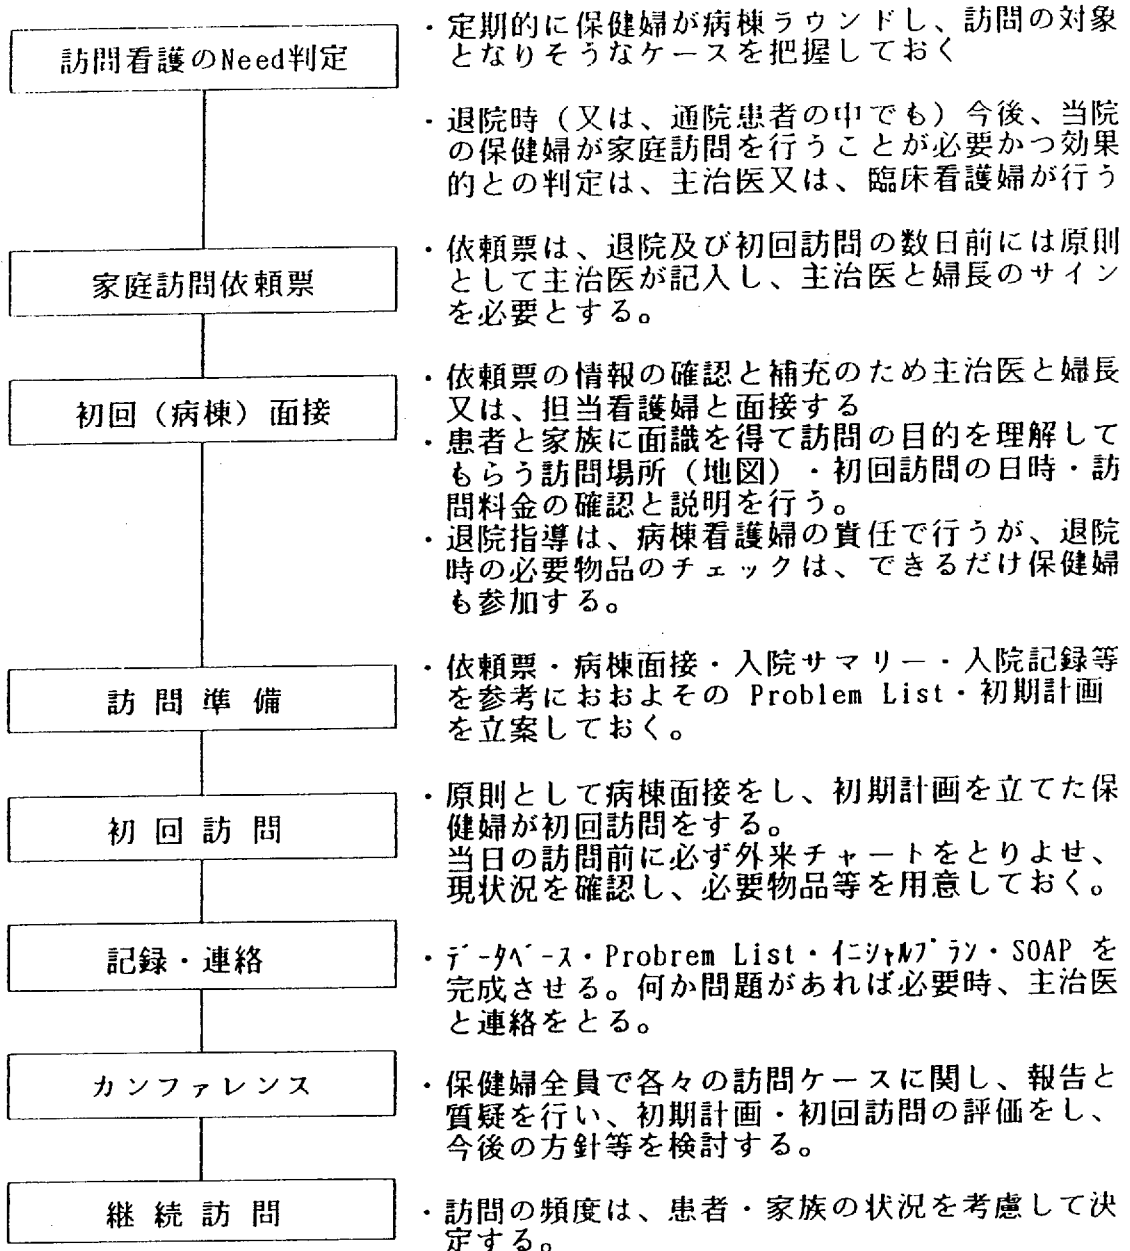 訪問看護のNeed判定
・定期的に保健婦が病棟ラウンドし、訪問の対象
となりそうなケースを把握しておく
・退院時（又は、通院患者の中でも）今後、当院
の保健婦が家庭訪問を行うことが必要かつ効果
的との判定は、主治医又は、臨床看護婦が行う
家庭訪問依頼票
・依頼票は、退院及び初回訪問の数日前には原則
として主治医が記入し、主治医と婦長のサイン
を必要とする。
初回（病棟）面接
・依頼票の情報の確認と補充のため主治医と婦長
又は、担当看護婦と面接する
・患者と家族に面識を得て訪問の目的を理解して
もらう訪問場所（地図）・初回訪問の日時・訪
問料金の確認と説明を行う。
・退院指導は、病棟看護婦の責任で行うが、退院
時の必要物品のチェックは、できるだけ保健婦
も参加する。
訪問準備
・依頼票・病棟面接・入院サマリー・入院記録等
を参考におおよその Problem List・初期計画
を立案しておく。
初回訪問
・原則として病棟面接をし、初期計画を立てた保
健婦が初回訪問をする。
当日の訪問前に必ず外来チャートをとりよせ、
現状況を確認し、必要物品等を用意しておく。
記録・連絡
・ﾃﾞｰﾀﾍﾞｰｽ・Probrem List・ｲﾆｼｬﾙﾌﾟﾗﾝ・SOAP を
完成させる。何か問題があれば必要時、主治医
と連絡をとる。
カンファレンス
・保健婦全員で各々の訪問ケースに関し、報告と
質疑を行い、初期計画・初回訪問の評価をし、
今後の方針等を検討する。
継続訪問
・訪問の頻度は、患者・家族の状況を考慮して決
定する。